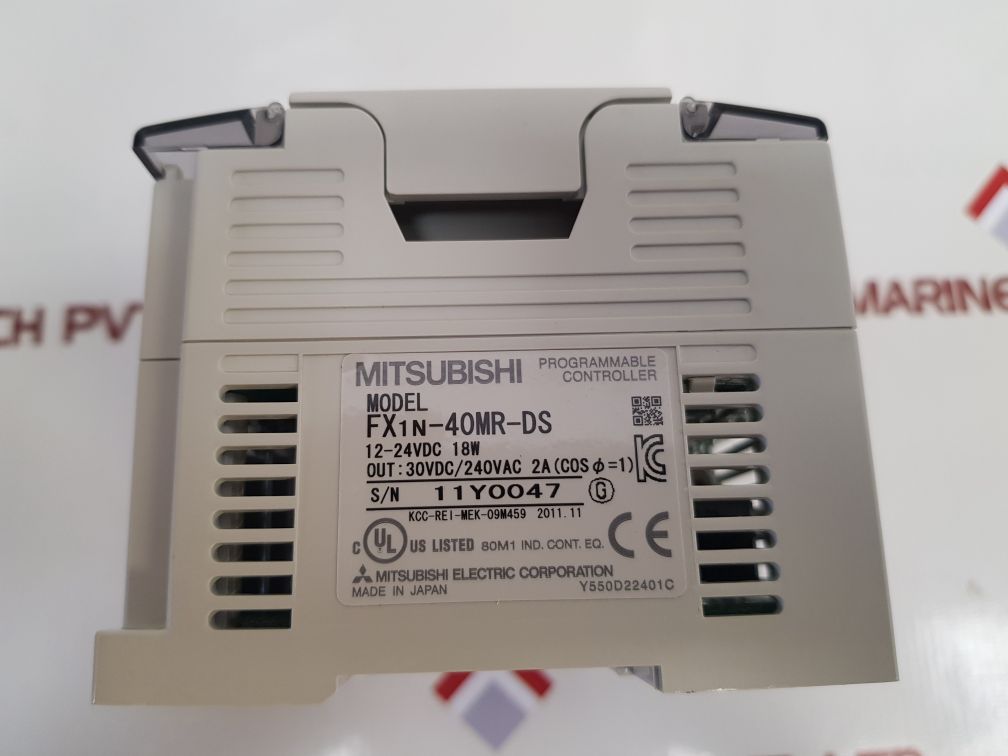 MITSUBISHI PROGRAMMABLE CONTROLLER
MODEL
FX1N-40MR-DS
12-24VDC 18W
OUT:30VDC/240VAC 2A(COSφ=1)
S/N 11Y0047 G
KCC-REI-MEK-09M459 2011.11
C UL US LISTED 80M1 IND. CONT. EQ. CE
MITSUBISHI ELECTRIC CORPORATION
MADE IN JAPAN Y550D22401C
CH PV
MARINE